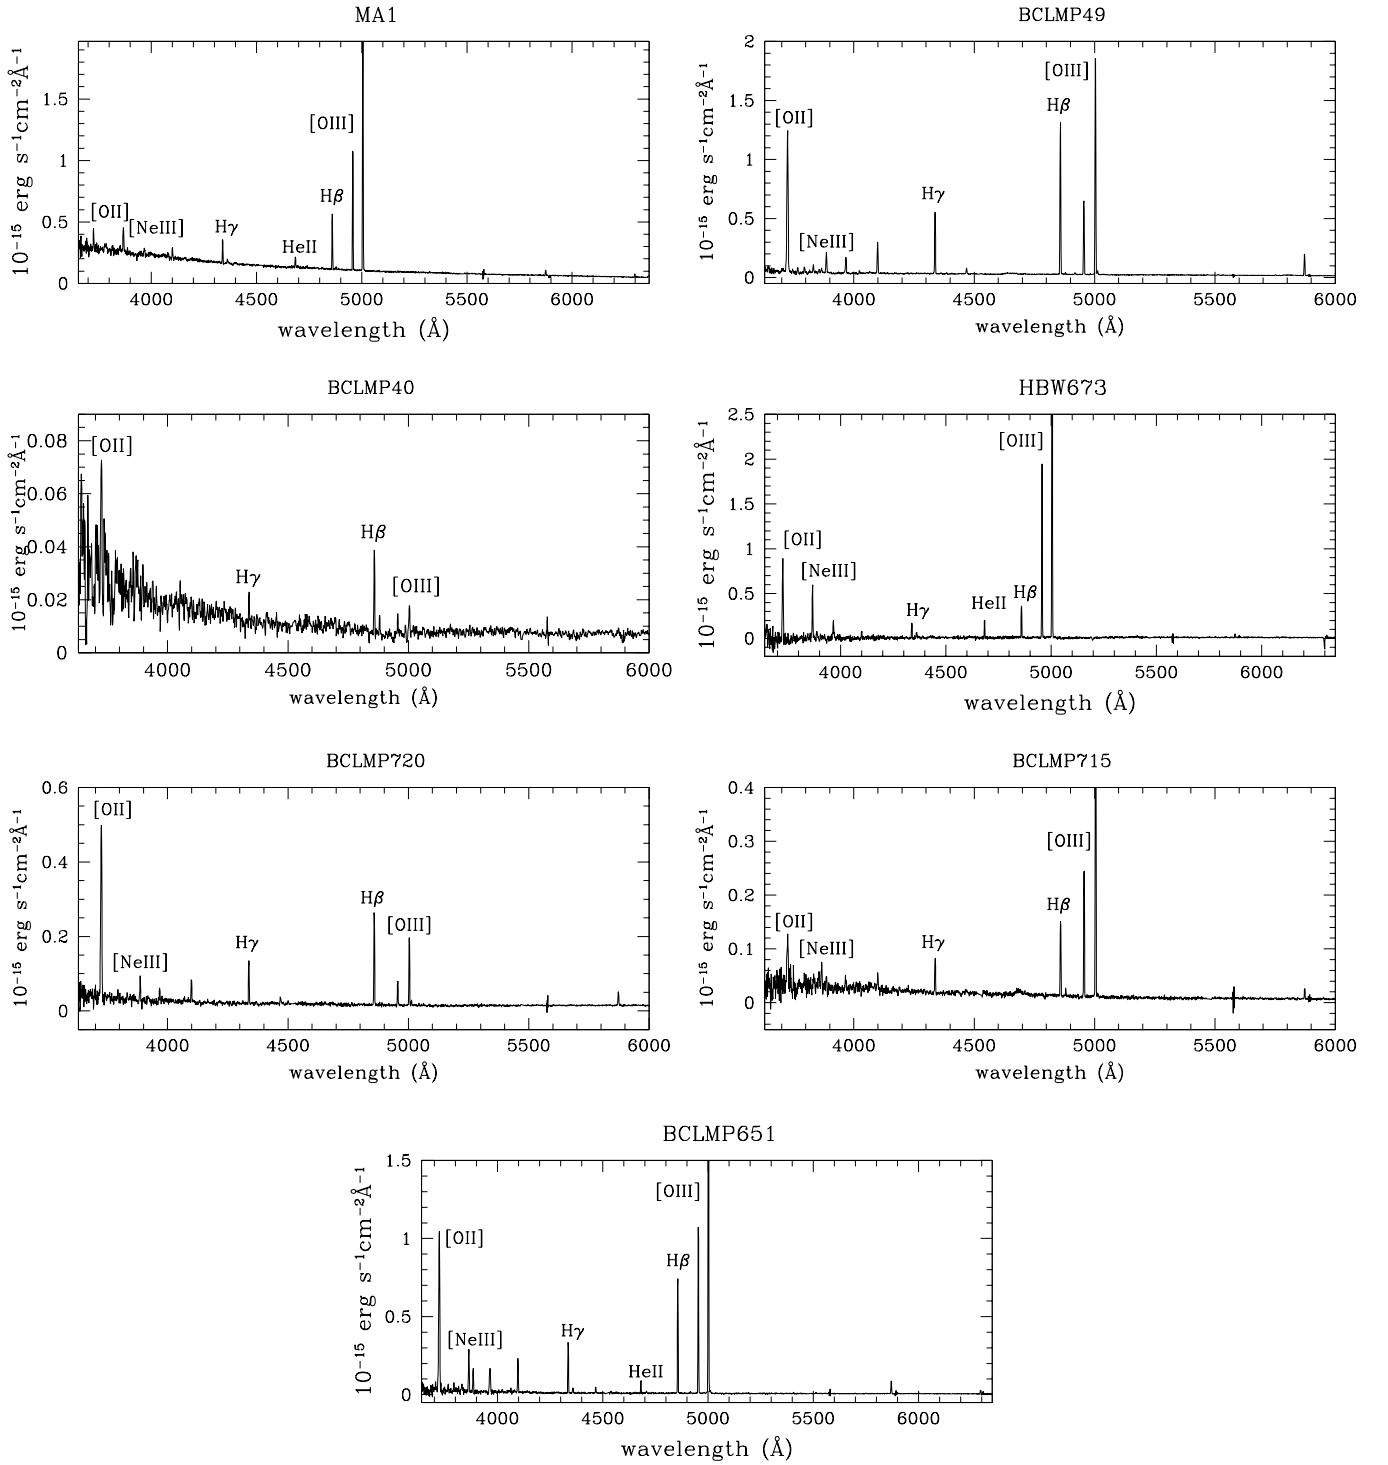 MA1
10⁻¹⁵ erg s⁻¹cm⁻²Å⁻¹
1.5
1
0.5
0
[OII]
[NeIII]
Hγ
HeII
Hβ
[OIII]
4000 4500 5000 5500 6000
wavelength (Å)
BCLMP49
10⁻¹⁵ erg s⁻¹cm⁻²Å⁻¹
2
1.5
1
0.5
0
[OII]
[NeIII]
Hγ
Hβ
[OIII]
4000 4500 5000 5500 6000
wavelength (Å)
BCLMP40
10⁻¹⁵ erg s⁻¹cm⁻²Å⁻¹
0.08
0.06
0.04
0.02
0
[OII]
Hγ
Hβ
[OIII]
4000 4500 5000 5500 6000
wavelength (Å)
HBW673
10⁻¹⁵ erg s⁻¹cm⁻²Å⁻¹
2.5
2
1.5
1
0.5
0
[OII]
[NeIII]
Hγ
HeII
Hβ
[OIII]
4000 4500 5000 5500 6000
wavelength (Å)
BCLMP720
10⁻¹⁵ erg s⁻¹cm⁻²Å⁻¹
0.6
0.4
0.2
0
[OII]
[NeIII]
Hγ
Hβ
[OIII]
4000 4500 5000 5500 6000
wavelength (Å)
BCLMP715
10⁻¹⁵ erg s⁻¹cm⁻²Å⁻¹
0.4
0.3
0.2
0.1
0
[OII]
[NeIII]
Hγ
Hβ
[OIII]
4000 4500 5000 5500 6000
wavelength (Å)
BCLMP651
10⁻¹⁵ erg s⁻¹cm⁻²Å⁻¹
1.5
1
0.5
0
[OII]
[NeIII]
Hγ
HeII
Hβ
[OIII]
4000 4500 5000 5500 6000
wavelength (Å)